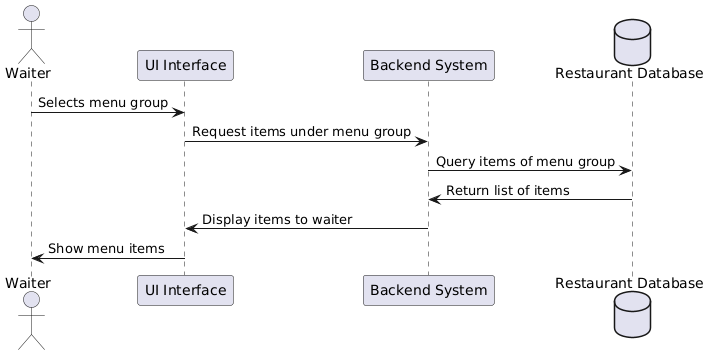 Waiter
UI Interface
Backend System
Restaurant Database
Selects menu group
Request items under menu group
Query items of menu group
Return list of items
Display items to waiter
Show menu items
Waiter
UI Interface
Backend System
Restaurant Database